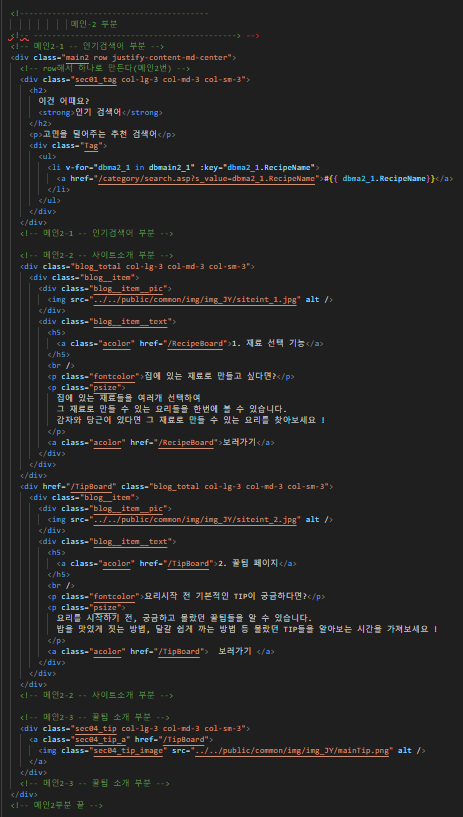 <!----------------------------------------
메인-2 부분
<!-- -------------------------------------------> -->
<!-- 메인2-1 -- 인기검색어 부분 -->
<div class="main2 row justify-content-md-center">
<!-- row해서 하나로 만든다(메인2번) -->
<div class="sec01_tag col-lg-3 col-md-3 col-sm-3">
<h2>
이건 어때요?
<strong>인기 검색어</strong>
</h2>
<p>고민을 덜어주는 추천 검색어</p>
<div class="Tag">
<ul>
<li v-for="dbma2_1 in dbmain2_1" :key="dbma2_1.RecipeName">
<a href="/category/search.asp?s_value=dbma2_1.RecipeName">#{{ dbma2_1.RecipeName}}</a>
</li>
</ul>
</div>
</div>
<!-- 메인2-1 -- 인기검색어 부분 -->
<!-- 메인2-2 -- 사이트소개 부분 -->
<div class="blog_total col-lg-3 col-md-3 col-sm-3">
<div class="blog__item">
<div class="blog__item__pic">
<img src="../../public/common/img/img_JY/siteint_1.jpg" alt />
</div>
<div class="blog__item__text">
<h5>
<a class="acolor" href="/RecipeBoard">1. 재료 선택 기능</a>
</h5>
<br />
<p class="fontcolor">집에 있는 재료로 만들고 싶다면?</p>
<p class="psize">
집에 있는 재료들을 여러개 선택하여
그 재료로 만들 수 있는 요리들을 한번에 볼 수 있습니다.
감자와 당근이 있다면 그 재료로 만들 수 있는 요리를 찾아보세요 !
</p>
<a class="acolor" href="/RecipeBoard">보러가기</a>
</div>
</div>
</div>
<div href="/TipBoard" class="blog_total col-lg-3 col-md-3 col-sm-3">
<div class="blog__item">
<div class="blog__item__pic">
<img src="../../public/common/img/img_JY/siteint_2.jpg" alt />
</div>
<div class="blog__item__text">
<h5>
<a class="acolor" href="/TipBoard">2. 꿀팁 페이지</a>
</h5>
<br />
<p class="fontcolor">요리시작 전 기본적인 TIP이 궁금하다면?</p>
<p class="psize">
요리를 시작하기 전, 궁금하고 몰랐던 꿀팁들을 알 수 있습니다.
밥을 맛있게 짓는 방법, 달걀 쉽게 까는 방법 등 몰랐던 TIP들을 알아보는 시간을 가져보세요 !
</p>
<a class="acolor" href="/TipBoard"> 보러가기 </a>
</div>
</div>
</div>
<!-- 메인2-2 -- 사이트소개 부분 -->
<!-- 메인2-3 -- 꿀팁 소개 부분 -->
<div class="sec04_tip col-lg-3 col-md-3 col-sm-3">
<a class="sec04_tip_a" href="/TipBoard">
<img class="sec04_tip_image" src="../../public/common/img/img_JY/mainTip.png" alt />
</a>
</div>
<!-- 메인2-3 -- 꿀팁 소개 부분 -->
</div>
<!-- 메인2부분 끝 -->